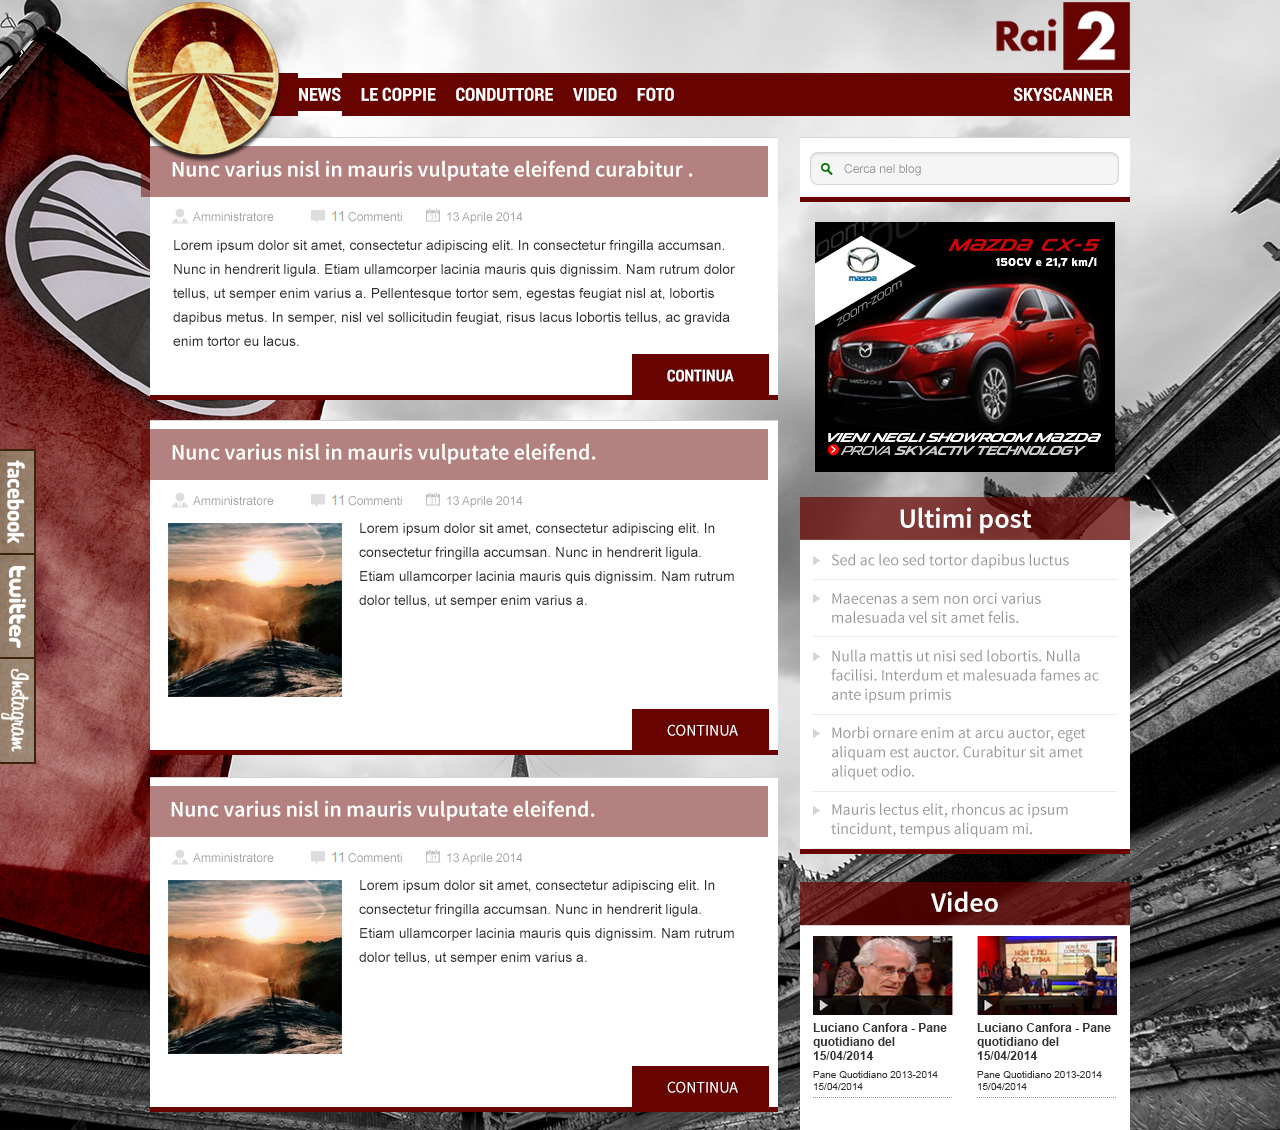 Rai 2
NEWS LE COPPIE CONDUTTORE VIDEO FOTO SKYSCANNER
Nunc varius nisl in mauris vulputate eleifend curabitur .
Amministratore 11 Commenti 13 Aprile 2014
Lorem ipsum dolor sit amet, consectetur adipiscing elit. In consectetur fringilla accumsan.
Nunc in hendrerit ligula. Etiam ullamcorper lacinia mauris quis dignissim. Nam rutrum dolor
tellus, ut semper enim varius a. Pellentesque tortor sem, egestas feugiat nisl at, lobortis
dapibus metus. In semper, nisl vel sollicitudin feugiat, risus lacus lobortis tellus, ac gravida
enim tortor eu lacus.
CONTINUA
Nunc varius nisl in mauris vulputate eleifend.
Amministratore 11 Commenti 13 Aprile 2014
Lorem ipsum dolor sit amet, consectetur adipiscing elit. In
consectetur fringilla accumsan. Nunc in hendrerit ligula.
Etiam ullamcorper lacinia mauris quis dignissim. Nam rutrum
dolor tellus, ut semper enim varius a.
CONTINUA
Nunc varius nisl in mauris vulputate eleifend.
Amministratore 11 Commenti 13 Aprile 2014
Lorem ipsum dolor sit amet, consectetur adipiscing elit. In
consectetur fringilla accumsan. Nunc in hendrerit ligula.
Etiam ullamcorper lacinia mauris quis dignissim. Nam rutrum
dolor tellus, ut semper enim varius a.
CONTINUA
facebook
twitter
Instagram
Cerca nel blog
zoom-zoom
mazda
zoom-zoom
mazda cx-5
150CV e 21,7 km/l
MAZDA CX-5
VIENI NEGLI SHOWROOM MAZDA
PROVA SKYACTIV TECHNOLOGY
Ultimi post
Sed ac leo sed tortor dapibus luctus
Maecenas a sem non orci varius
malesuada vel sit amet felis.
Nulla mattis ut nisi sed lobortis. Nulla
facilisi. Interdum et malesuada fames ac
ante ipsum primis
Morbi ornare enim at arcu auctor, eget
aliquam est auctor. Curabitur sit amet
aliquet odio.
Mauris lectus elit, rhoncus ac ipsum
tincidunt, tempus aliquam mi.
Video
NON È PIÙ
COME PRIMA
Luciano Canfora - Pane
quotidiano del
15/04/2014
Pane Quotidiano 2013-2014
15/04/2014
Luciano Canfora - Pane
quotidiano del
15/04/2014
Pane Quotidiano 2013-2014
15/04/2014